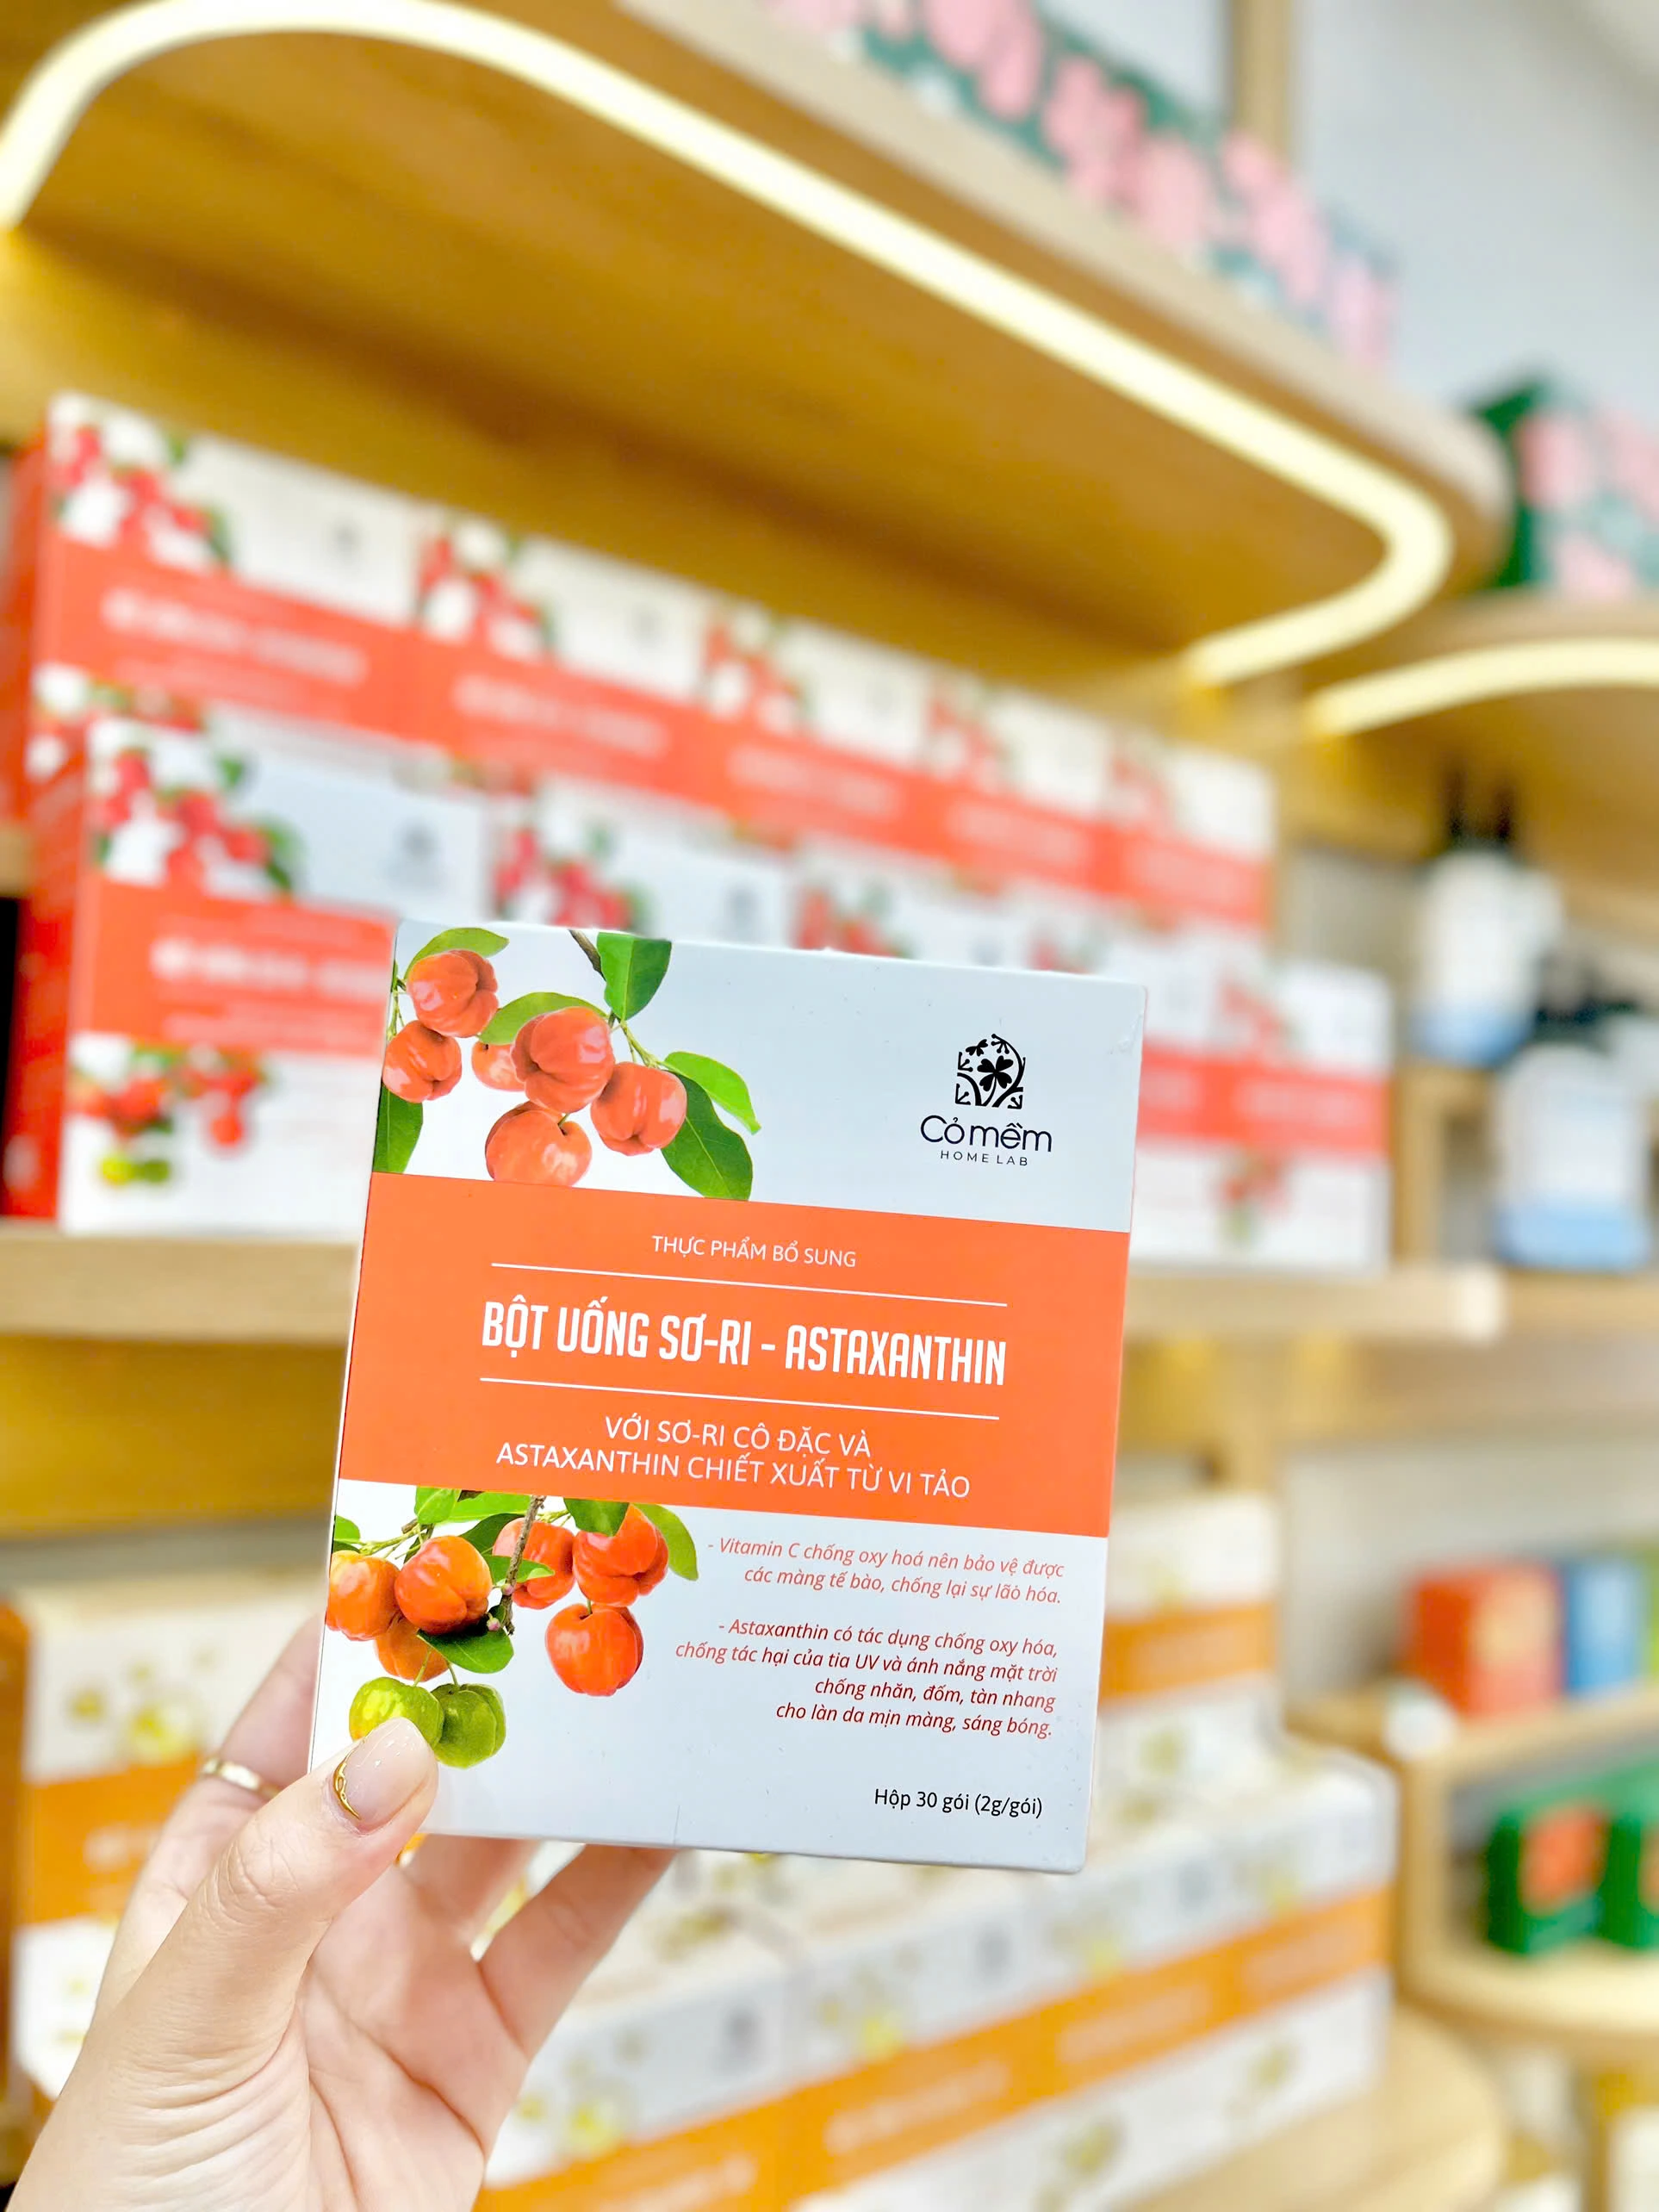 Cỏ mềm
HOME LAB
THỰC PHẨM BỔ SUNG
BỘT UỐNG SƠ-RI - ASTAXANTHIN
VỚI SƠ-RI CÔ ĐẶC VÀ
ASTAXANTHIN CHIẾT XUẤT TỪ VI TẢO
- Vitamin C chống oxy hoá nên bảo vệ được
các màng tế bào, chống lại sự lão hóa.
- Astaxanthin có tác dụng chống oxy hóa,
chống tác hại của tia UV và ánh nắng mặt trời
chống nhăn, đốm, tàn nhang
cho làn da mịn màng, sáng bóng.
Hộp 30 gói (2g/gói)